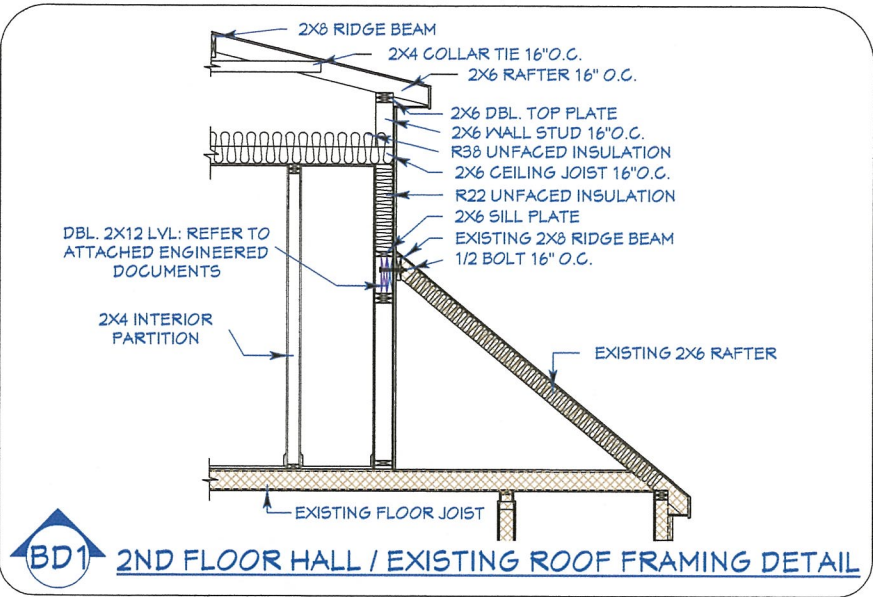 2X8 RIDGE BEAM
2X4 COLLAR TIE 16"O.C.
2X6 RAFTER 16" O.C.
2X6 DBL. TOP PLATE
2X6 WALL STUD 16"O.C.
R38 UNFACED INSULATION
2X6 CEILING JOIST 16"O.C.
R22 UNFACED INSULATION
2X6 SILL PLATE
EXISTING 2X8 RIDGE BEAM
1/2 BOLT 16" O.C.
DBL. 2X12 LVL: REFER TO
ATTACHED ENGINEERED
DOCUMENTS
2X4 INTERIOR
PARTITION
EXISTING 2X6 RAFTER
EXISTING FLOOR JOIST
BD1
2ND FLOOR HALL / EXISTING ROOF FRAMING DETAIL